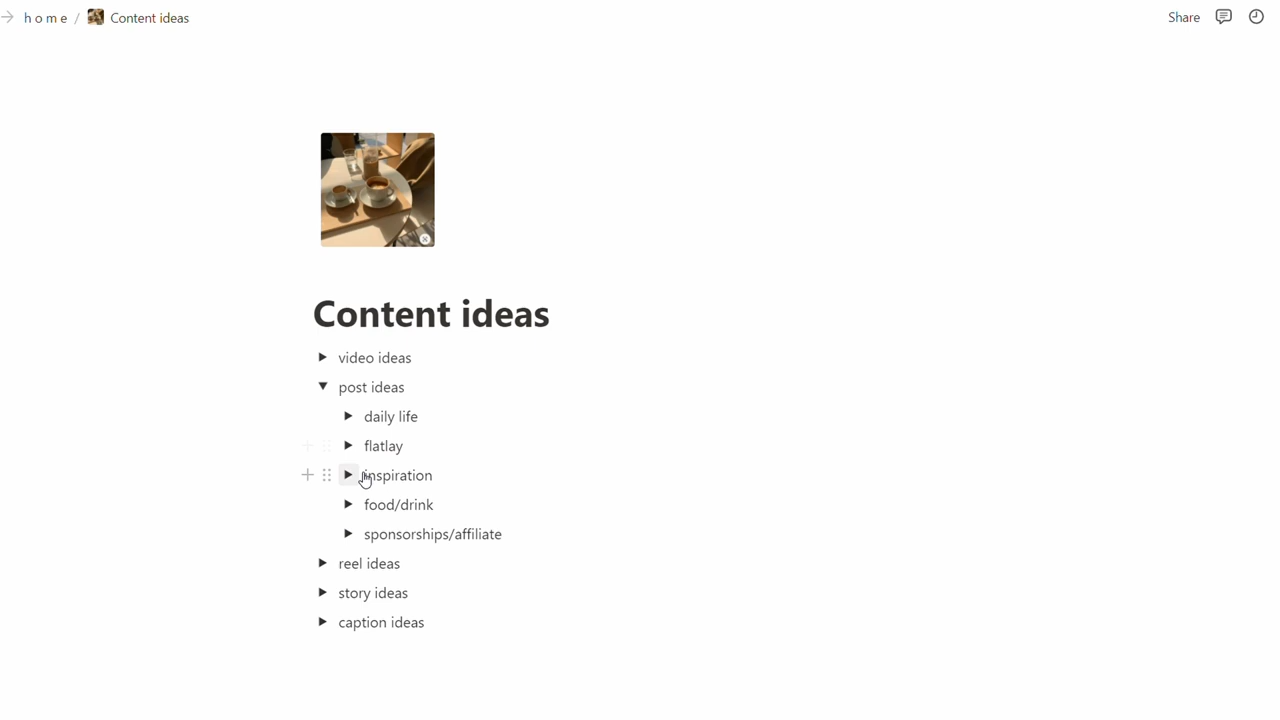 h o m e / Content ideas
Share
Content ideas
video ideas
post ideas
daily life
flatlay
inspiration
food/drink
sponsorships/affiliate
reel ideas
story ideas
caption ideas